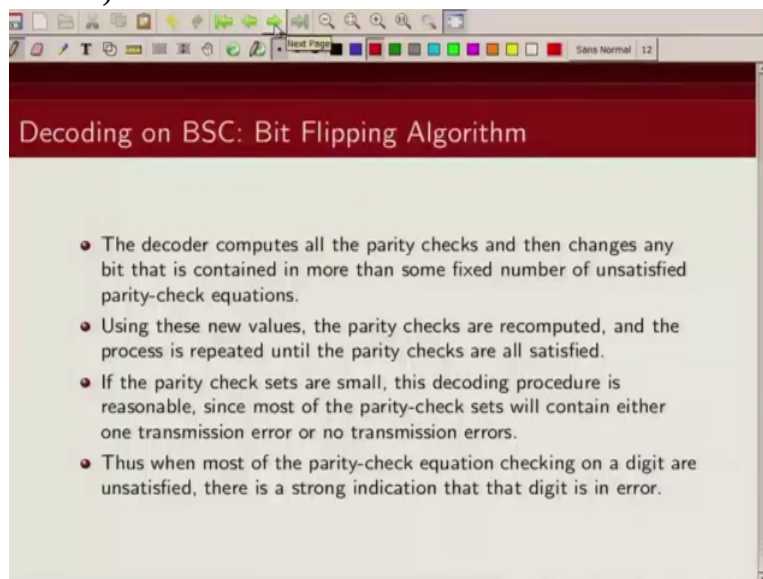 T
Next Page
Sans Normal 12
Decoding on BSC: Bit Flipping Algorithm
The decoder computes all the parity checks and then changes any
bit that is contained in more than some fixed number of unsatisfied
parity-check equations.
Using these new values, the parity checks are recomputed, and the
process is repeated until the parity checks are all satisfied.
If the parity check sets are small, this decoding procedure is
reasonable, since most of the parity-check sets will contain either
one transmission error or no transmission errors.
Thus when most of the parity-check equation checking on a digit are
unsatisfied, there is a strong indication that that digit is in error.